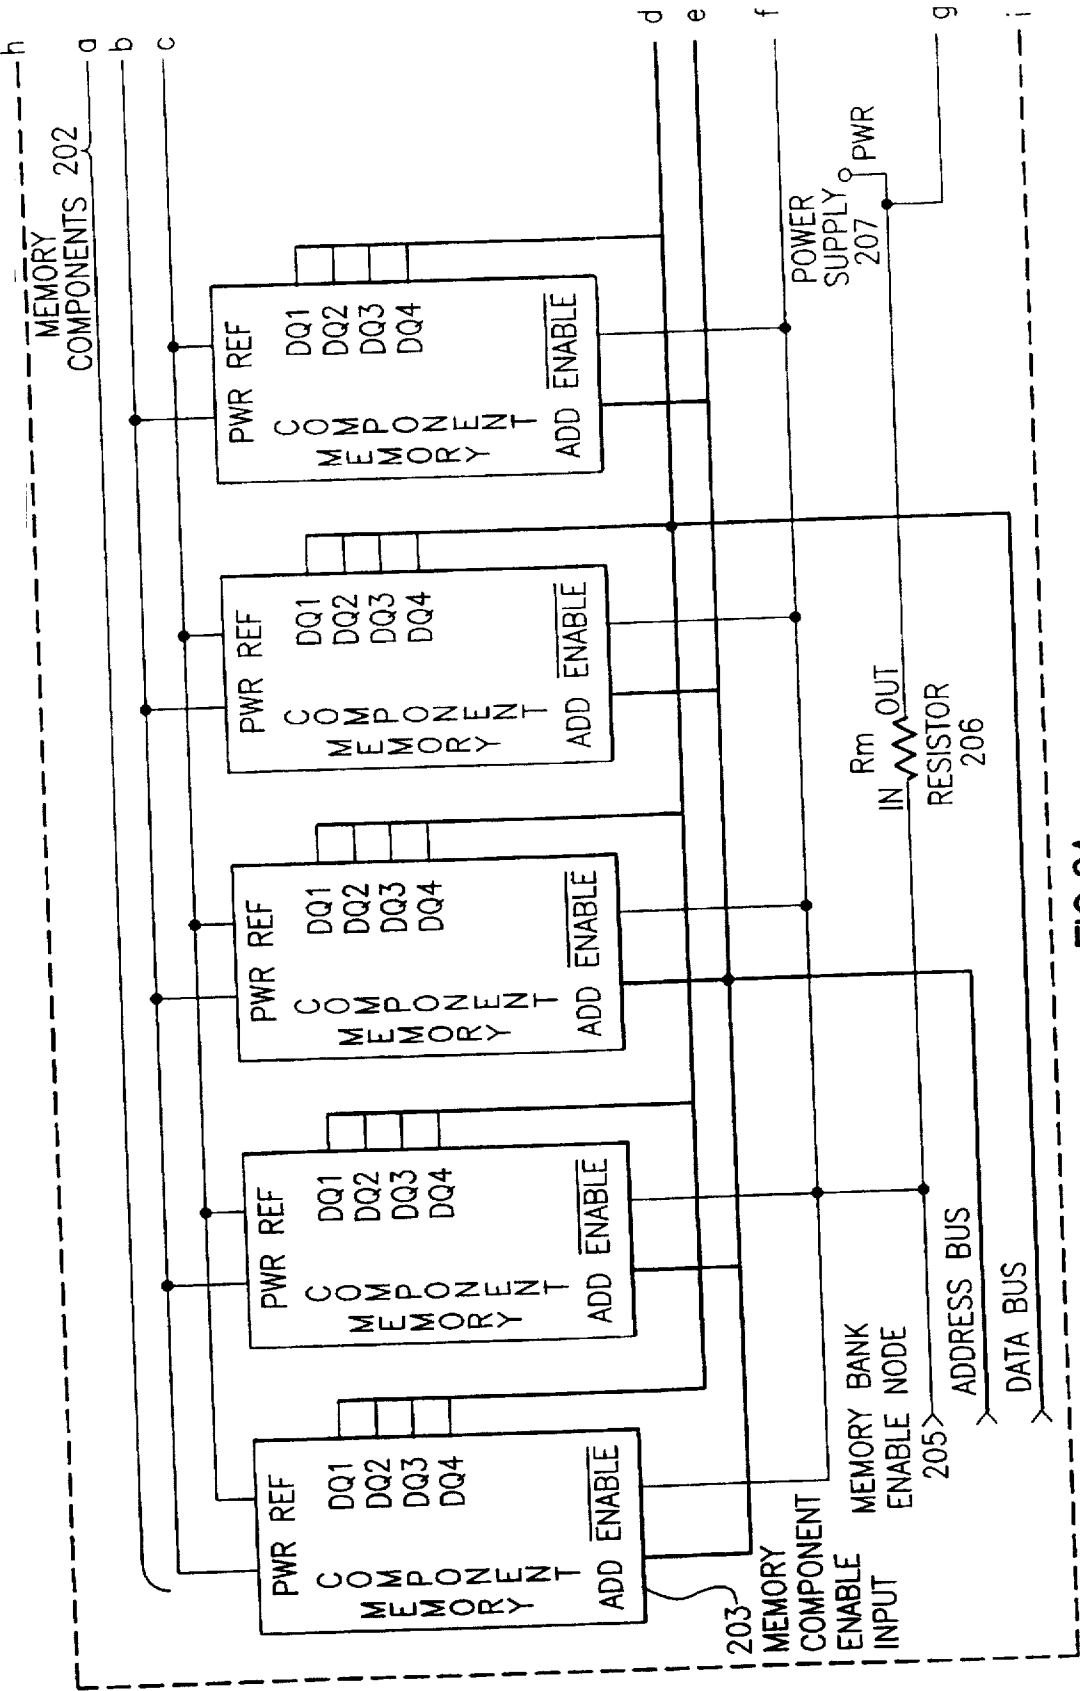 h
a
b
c
d
e
f
g
i
MEMORY
COMPONENTS 202
PWR REF
DQ1
DQ2
DQ3
DQ4
MEMORY
COMPONENT
ADD ENABLE
PWR REF
DQ1
DQ2
DQ3
DQ4
MEMORY
COMPONENT
ADD ENABLE
PWR REF
DQ1
DQ2
DQ3
DQ4
MEMORY
COMPONENT
ADD ENABLE
PWR REF
DQ1
DQ2
DQ3
DQ4
MEMORY
COMPONENT
ADD ENABLE
PWR REF
DQ1
DQ2
DQ3
DQ4
MEMORY
COMPONENT
ADD ENABLE
203
MEMORY
COMPONENT
ENABLE
INPUT
MEMORY BANK
ENABLE NODE
205
ADDRESS BUS
DATA BUS
Rm
IN OUT
RESISTOR
206
POWER
SUPPLY
207
PWR